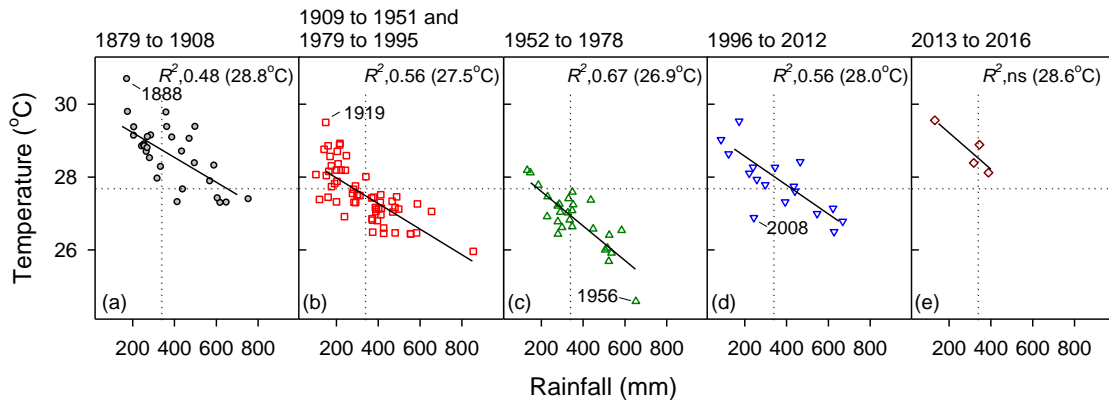 1909 to 1951 and
1879 to 1908
1979 to 1995
1952 to 1978
1996 to 2012
2013 to 2016
R²,0.48 (28.8°C)
R²,0.56 (27.5°C)
R²,0.67 (26.9°C)
R²,0.56 (28.0°C)
R²,ns (28.6°C)
1888
1919
1956
2008
Temperature (°C)
30
28
26
24
(a)
(b)
(c)
(d)
(e)
200 400 600 800
200 400 600 800
200 400 600 800
200 400 600 800
200 400 600 800
Rainfall (mm)